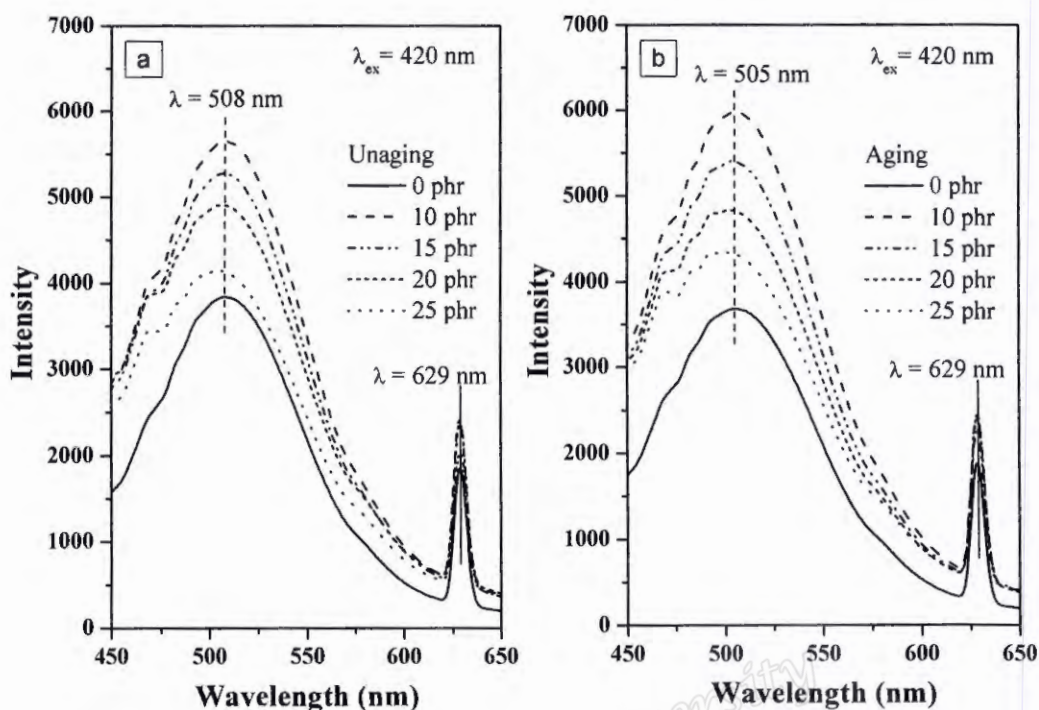 a
λex = 420 nm
λ = 508 nm
Unaging
0 phr
10 phr
15 phr
20 phr
25 phr
λ = 629 nm
Intensity
7000
6000
5000
4000
3000
2000
1000
0
450
500
550
600
650
Wavelength (nm)
b
λex = 420 nm
λ = 505 nm
Aging
0 phr
10 phr
15 phr
20 phr
25 phr
λ = 629 nm
Intensity
7000
6000
5000
4000
3000
2000
1000
0
450
500
550
600
650
Wavelength (nm)